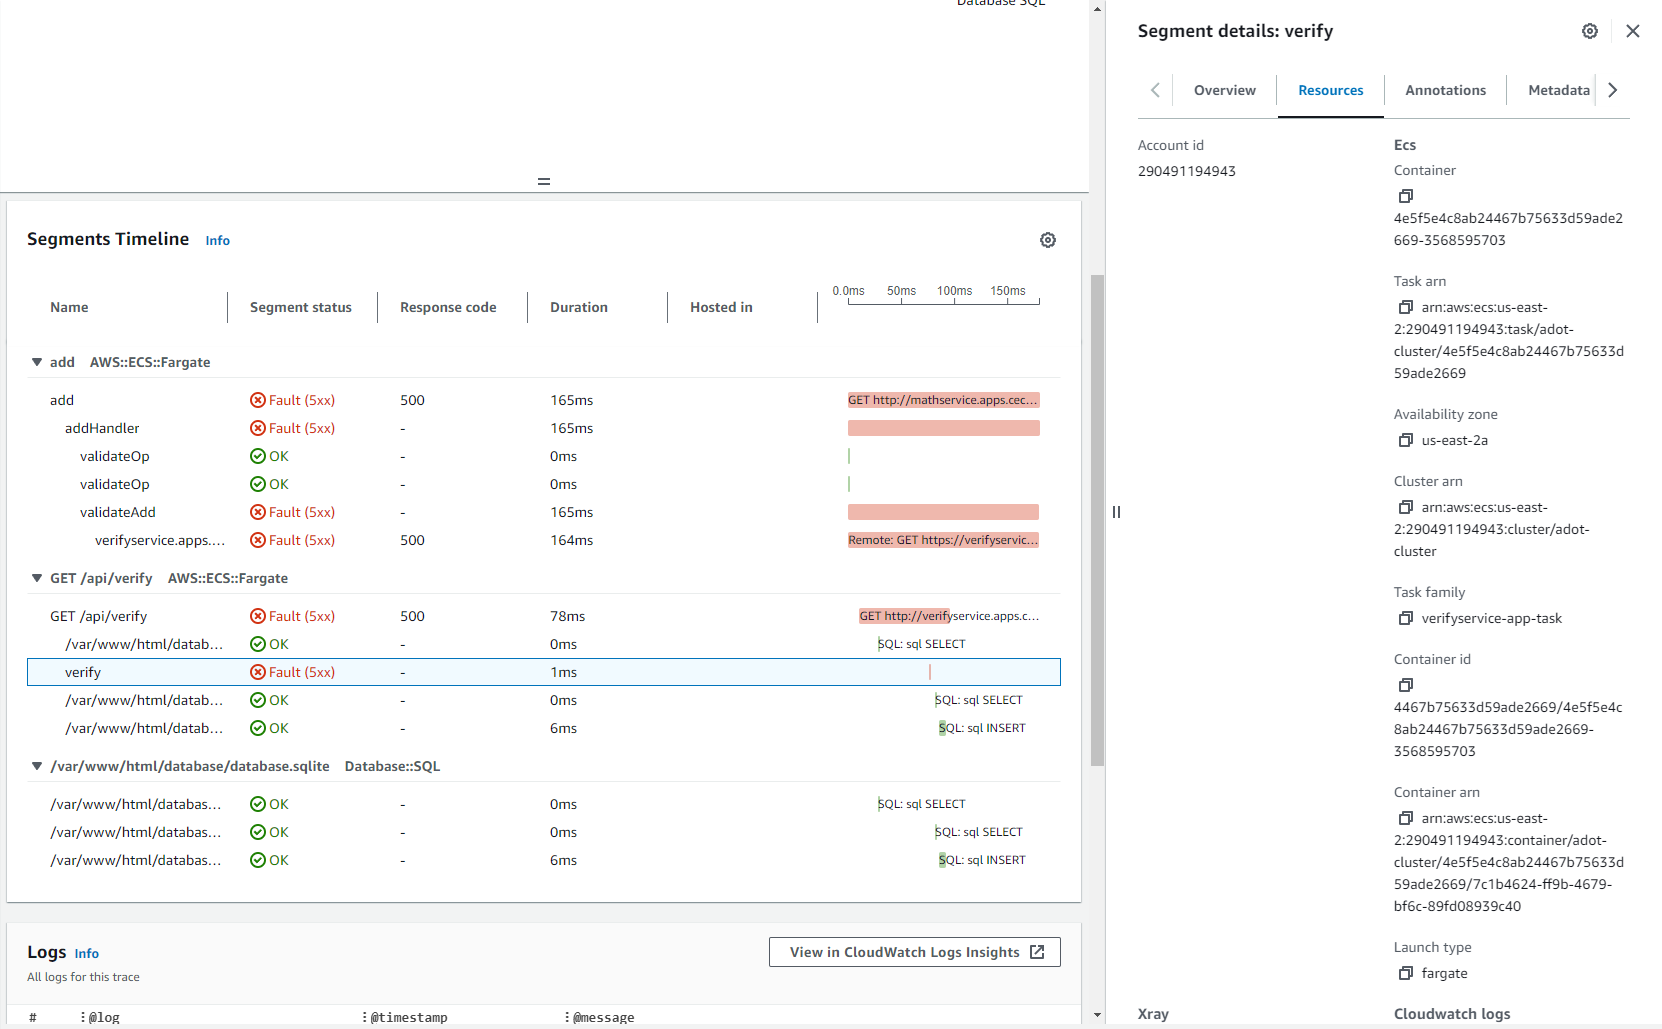 Database SQL
Segments Timeline Info
Name Segment status Response code Duration Hosted in 0.0ms 50ms 100ms 150ms
add AWS::ECS::Fargate
add Fault (5xx) 500 165ms GET http://mathservice.apps.cec...
addHandler Fault (5xx) - 165ms
validateOp OK - 0ms
validateOp OK - 0ms
validateAdd Fault (5xx) - 165ms
verifyservice.apps.... Fault (5xx) 500 164ms Remote: GET https://verifyservic...
GET /api/verify AWS::ECS::Fargate
GET /api/verify Fault (5xx) 500 78ms GET http://verifyservice.apps.c...
/var/www/html/datab... OK - 0ms SQL: sql SELECT
verify Fault (5xx) - 1ms
/var/www/html/datab... OK - 0ms SQL: sql SELECT
/var/www/html/datab... OK - 6ms SQL: sql INSERT
/var/www/html/database/database.sqlite Database::SQL
/var/www/html/databas... OK - 0ms SQL: sql SELECT
/var/www/html/databas... OK - 0ms SQL: sql SELECT
/var/www/html/databas... OK - 6ms SQL: sql INSERT
Logs Info
All logs for this trace
View in CloudWatch Logs Insights
# @log @timestamp @message
Segment details: verify
Overview Resources Annotations Metadata
Account id
290491194943
Ecs
Container
4e5f5e4c8ab24467b75633d59ade2
669-3568595703
Task arn
arn:aws:ecs:us-east-
2:290491194943:task/adot-
cluster/4e5f5e4c8ab24467b75633d
59ade2669
Availability zone
us-east-2a
Cluster arn
arn:aws:ecs:us-east-
2:290491194943:cluster/adot-
cluster
Task family
verifyservice-app-task
Container id
4467b75633d59ade2669/4e5f5e4c
8ab24467b75633d59ade2669-
3568595703
Container arn
arn:aws:ecs:us-east-
2:290491194943:container/adot-
cluster/4e5f5e4c8ab24467b75633d
59ade2669/7c1b4624-ff9b-4679-
bf6c-89fd08939c40
Launch type
fargate
Xray
Cloudwatch logs